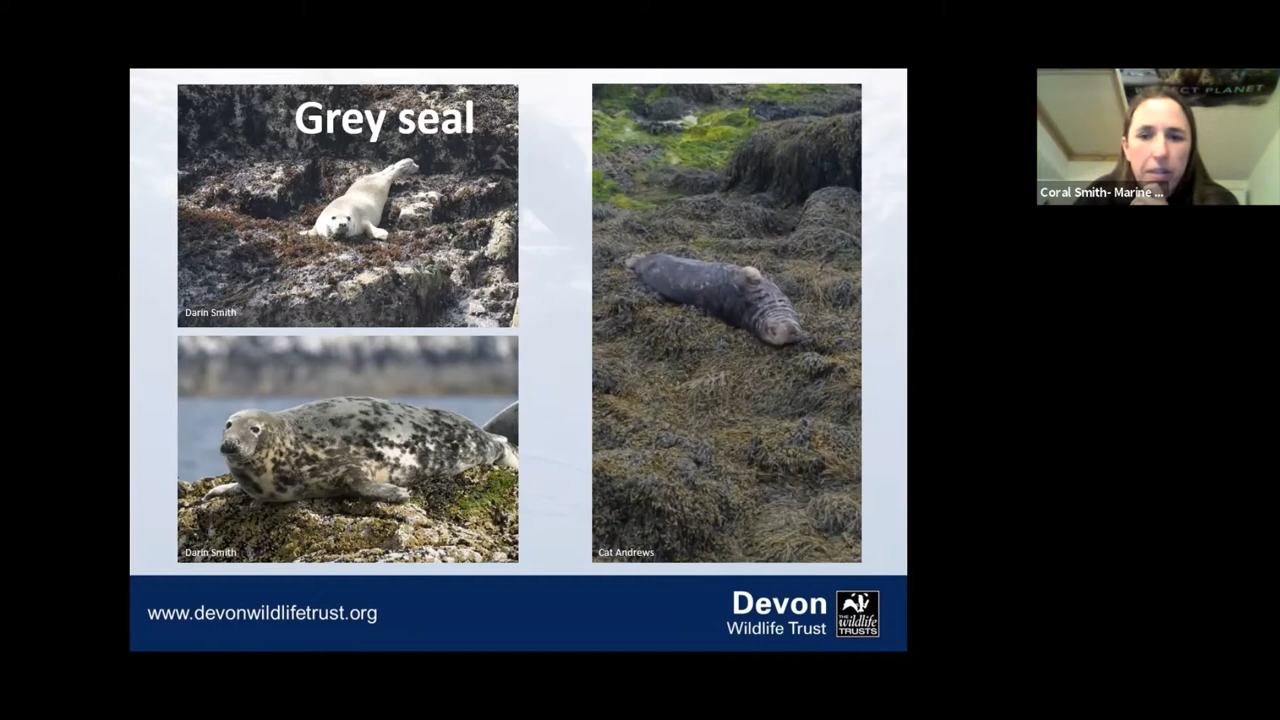 Grey seal
Darin Smith
Darin Smith
Cat Andrews
www.devonwildlifetrust.org
Devon
Wildlife Trust
THE
wildlife
TRUSTS
PLANET
Coral Smith- Marine ...